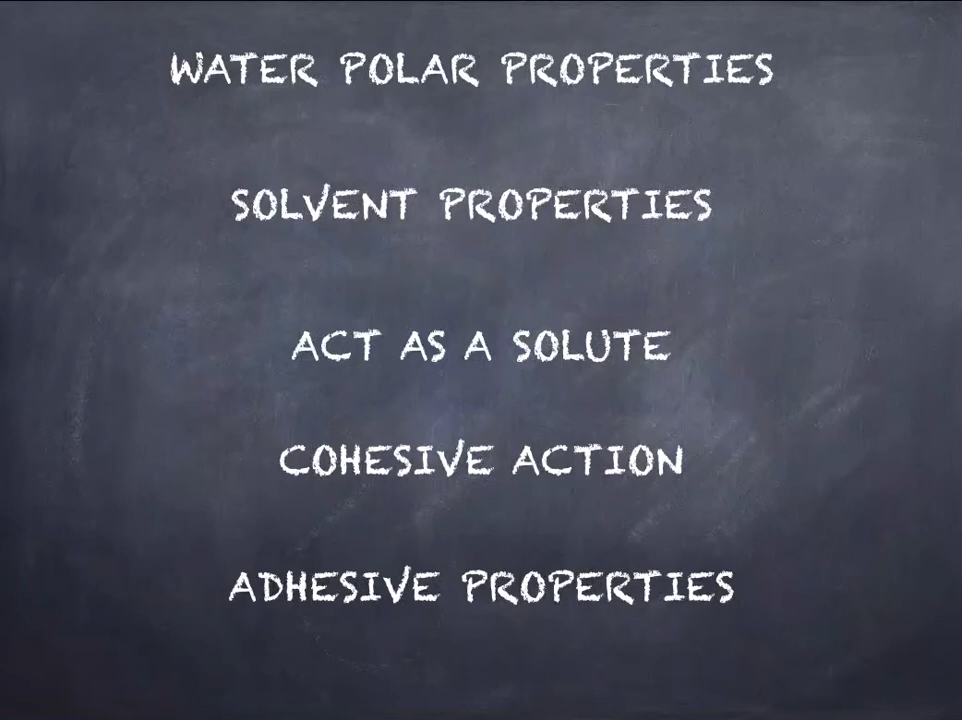 WATER POLAR PROPERTIES
SOLVENT PROPERTIES
ACT AS A SOLUTE
COHESIVE ACTION
ADHESIVE PROPERTIES